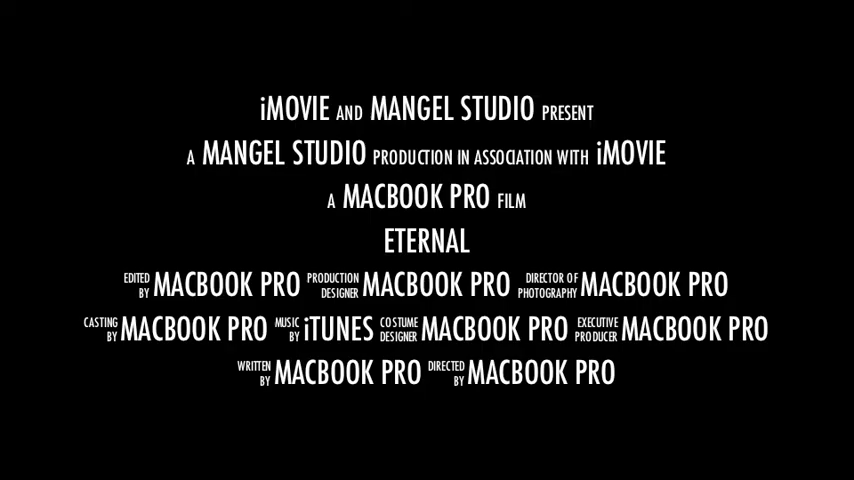 iMOVIE AND MANGEL STUDIO PRESENT
A MANGEL STUDIO PRODUCTION IN ASSOCIATION WITH iMOVIE
A MACBOOK PRO FILM
ETERNAL
EDITED BY MACBOOK PRO PRODUCTION DESIGNER MACBOOK PRO DIRECTOR OF PHOTOGRAPHY MACBOOK PRO
CASTING BY MACBOOK PRO MUSIC BY iTUNES COSTUME DESIGNER MACBOOK PRO EXECUTIVE PRODUCER MACBOOK PRO
WRITTEN BY MACBOOK PRO DIRECTED BY MACBOOK PRO